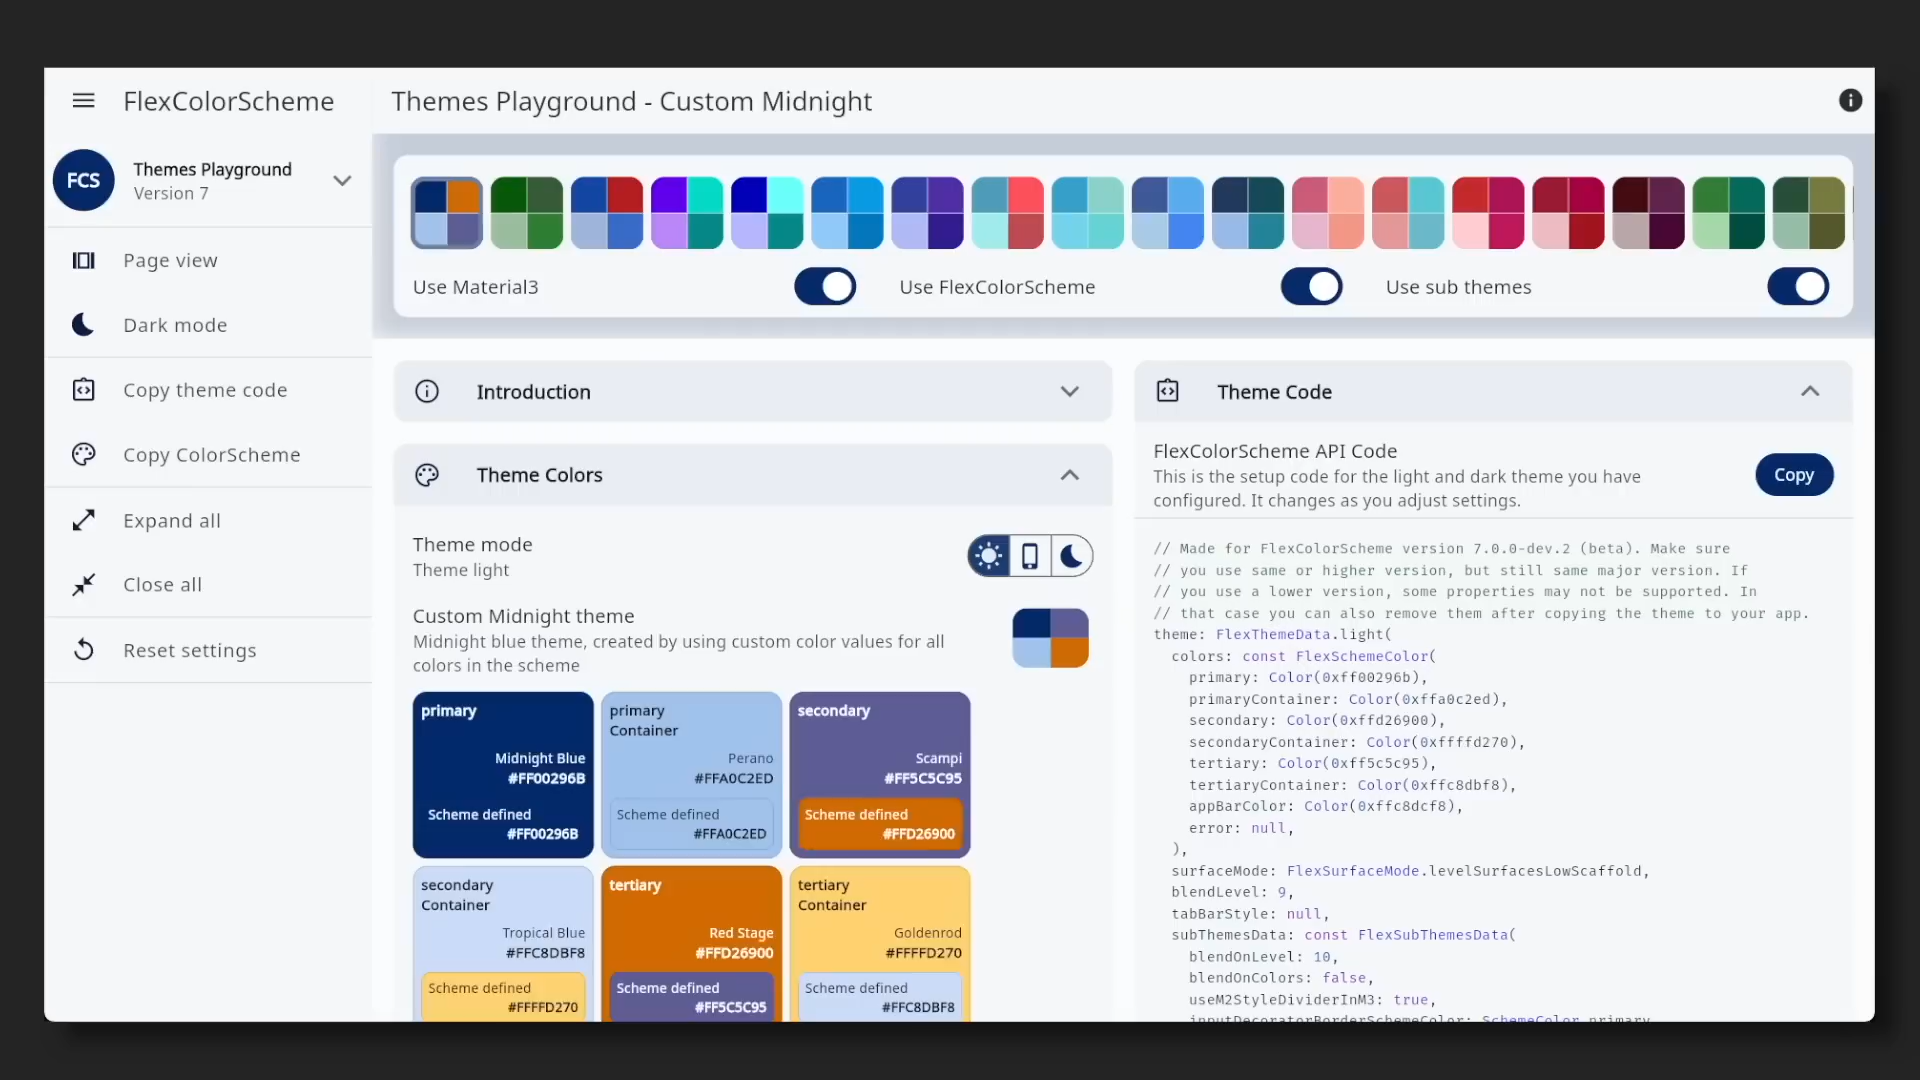 FlexColorScheme
Themes Playground - Custom Midnight
FCS
Themes Playground
Version 7
Page view
Dark mode
Copy theme code
Copy ColorScheme
Expand all
Close all
Reset settings
Use Material3
Use FlexColorScheme
Use sub themes
Introduction
Theme Colors
Theme mode
Theme light
Custom Midnight theme
Midnight blue theme, created by using custom color values for all
colors in the scheme
primary
Midnight Blue
#FF00296B
Scheme defined
#FF00296B
primary
Container
Perano
#FFA0C2ED
Scheme defined
#FFA0C2ED
secondary
Scampi
#FF5C5C95
Scheme defined
#FFD26900
secondary
Container
Tropical Blue
#FFC8DBF8
Scheme defined
#FFFFD270
tertiary
Red Stage
#FFD26900
Scheme defined
#FF5C5C95
tertiary
Container
Goldenrod
#FFFFD270
Scheme defined
#FFC8DBF8
Theme Code
FlexColorScheme API Code
This is the setup code for the light and dark theme you have
configured. It changes as you adjust settings.
Copy
// Made for FlexColorScheme version 7.0.0-dev.2 (beta). Make sure
// you use same or higher version, but still same major version. If
// you use a lower version, some properties may not be supported. In
// that case you can also remove them after copying the theme to your app.
theme: FlexThemeData.light(
colors: const FlexSchemeColor(
primary: Color(0xff00296b),
primaryContainer: Color(0xffa0c2ed),
secondary: Color(0xffd26900),
secondaryContainer: Color(0xffffd270),
tertiary: Color(0xff5c5c95),
tertiaryContainer: Color(0xffc8dbf8),
appBarColor: Color(0xffc8dcf8),
error: null,
),
surfaceMode: FlexSurfaceMode.levelSurfacesLowScaffold,
blendLevel: 9,
tabBarStyle: null,
subThemesData: const FlexSubThemesData(
blendOnLevel: 10,
blendOnColors: false,
useM2StyleDividerInM3: true,
inputDecoratorBorderSchemeColor: SchemeColor.primary,